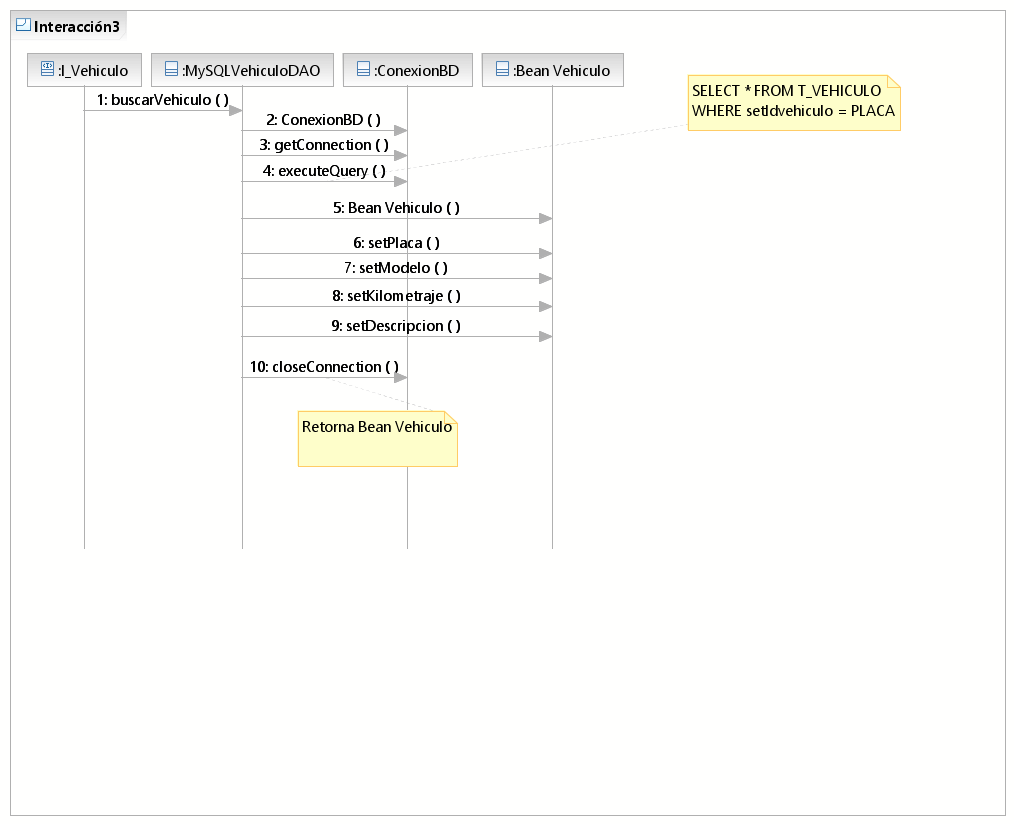 Interacción3
:I_Vehiculo
:MySQLVehiculoDAO
:ConexionBD
:Bean Vehiculo
SELECT * FROM T_VEHICULO
WHERE setIdvehiculo = PLACA
1: buscarVehiculo ( )
2: ConexionBD ( )
3: getConnection ( )
4: executeQuery ( )
5: Bean Vehiculo ( )
6: setPlaca ( )
7: setModelo ( )
8: setKilometraje ( )
9: setDescripcion ( )
10: closeConnection ( )
Retorna Bean Vehiculo